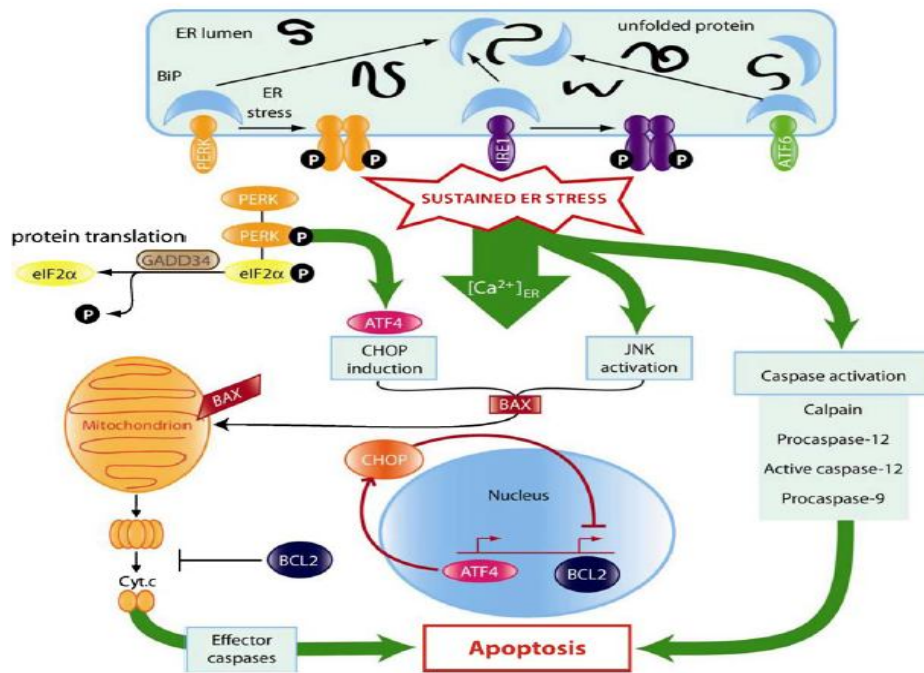 ER lumen
unfolded protein
BiP
ER
stress
PERK
P
P
IRE1
P
P
ATF6
SUSTAINED ER STRESS
PERK
protein translation
PERK
P
GADD34
eIF2α
eIF2α
P
[Ca²⁺]ER
P
ATF4
CHOP
induction
JNK
activation
Caspase activation
BAX
BAX
Calpain
Mitochondrion
Procaspase-12
CHOP
Active caspase-12
Nucleus
Procaspase-9
BCL2
ATF4
BCL2
Cyt.c
Effector
caspases
Apoptosis